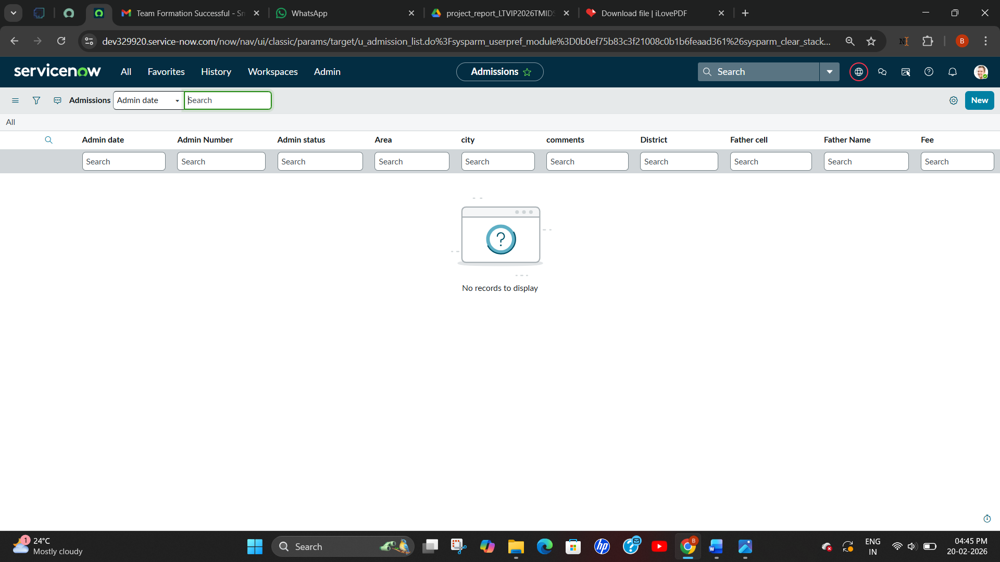 Team Formation Successful - Sn
WhatsApp
project_report_LTVIP2026TMIDS
Download file | iLovePDF
dev329920.service-now.com/now/nav/ui/classic/params/target/u_admission_list.do%3Fsysparm_userpref_module%3D0b0ef75b83c3f21008c0b1b6feaad361%26sysparm_clear_stack...
B
servicenow
All
Favorites
History
Workspaces
Admin
Admissions
Search
Admissions
Admin date
Search
New
All
Admin date
Admin Number
Admin status
Area
city
comments
District
Father cell
Father Name
Fee
Search
Search
Search
Search
Search
Search
Search
Search
Search
Search
No records to display
1
24°C
Mostly cloudy
Search
ENG
IN
04:45 PM
20-02-2026